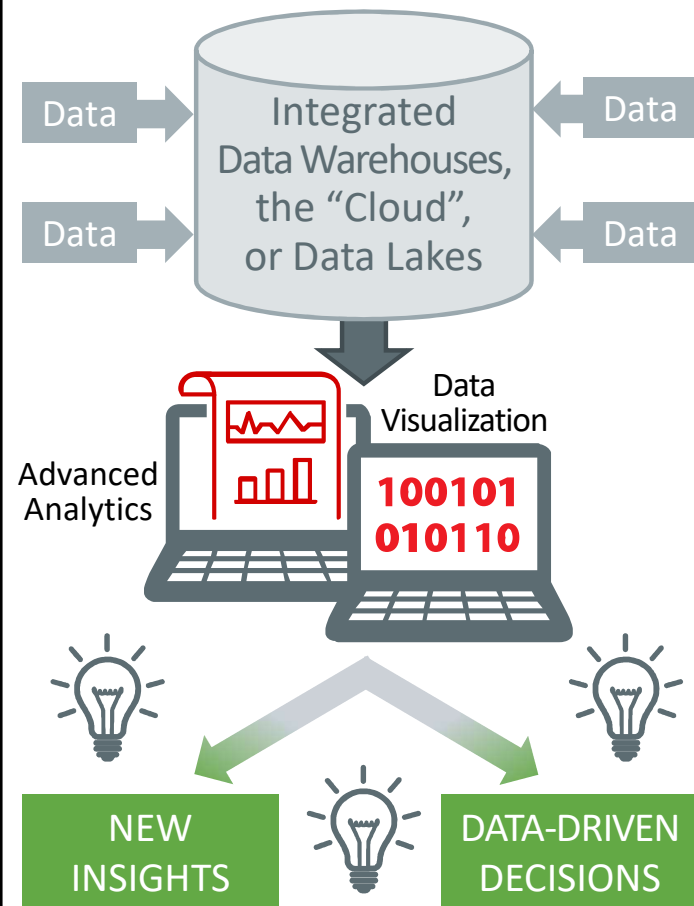 Data
Data
Integrated
Data Warehouses,
the “Cloud”,
or Data Lakes
Data
Data
Data
Visualization
Advanced
Analytics
100101
010110
NEW
INSIGHTS
DATA-DRIVEN
DECISIONS